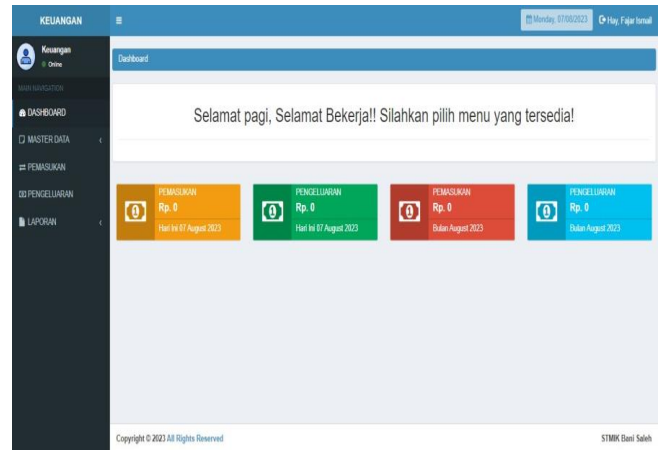 KEUANGAN
Monday, 07/08/2023
Hay, Fajar Ismail
Keuangan
Online
MAIN NAVIGATION
DASHBOARD
MASTER DATA
PEMASUKAN
PENGELUARAN
LAPORAN
Dashboard
Selamat pagi, Selamat Bekerja!! Silahkan pilih menu yang tersedia!
PEMASUKAN
Rp. 0
Hari Ini 07 August 2023
PENGELUARAN
Rp. 0
Hari Ini 07 August 2023
PEMASUKAN
Rp. 0
Bulan August 2023
PENGELUARAN
Rp. 0
Bulan August 2023
Copyright © 2023 All Rights Reserved
STMIK Bani Saleh